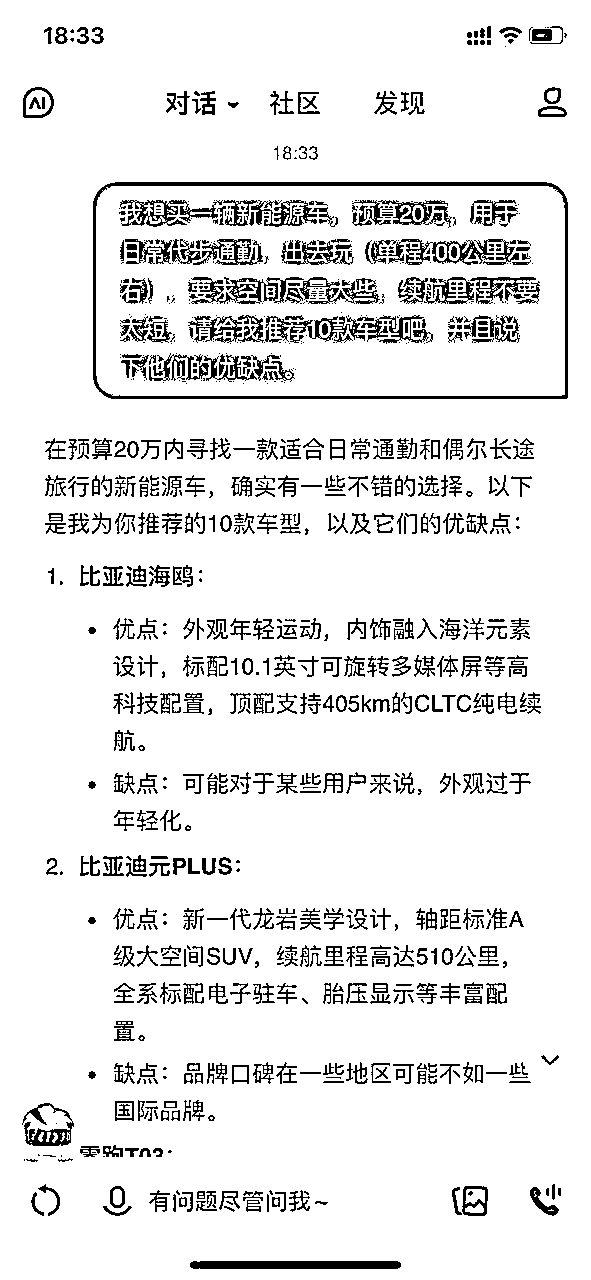 18:33
AI
对话 社区 发现
18:33
我想买一辆新能源车，预算20万，用于
日常代步通勤，出去玩（单程400公里左
右），要求空间尽量大些，续航里程不要
太短，请给我推荐10款车型吧，并且说
下他们的优缺点。
在预算20万内寻找一款适合日常通勤和偶尔长途
旅行的新能源车，确实有一些不错的选择。以下
是我为你推荐的10款车型，以及它们的优缺点：
1. 比亚迪海鸥：
• 优点：外观年轻运动，内饰融入海洋元素
设计，标配10.1英寸可旋转多媒体屏等高
科技配置，顶配支持405km的CLTC纯电续
航。
• 缺点：可能对于某些用户来说，外观过于
年轻化。
2. 比亚迪元PLUS：
• 优点：新一代龙岩美学设计，轴距标准A
级大空间SUV，续航里程高达510公里，
全系标配电子驻车、胎压显示等丰富配
置。
• 缺点：品牌口碑在一些地区可能不如一些
国际品牌。
零跑T03：
有问题尽管问我~